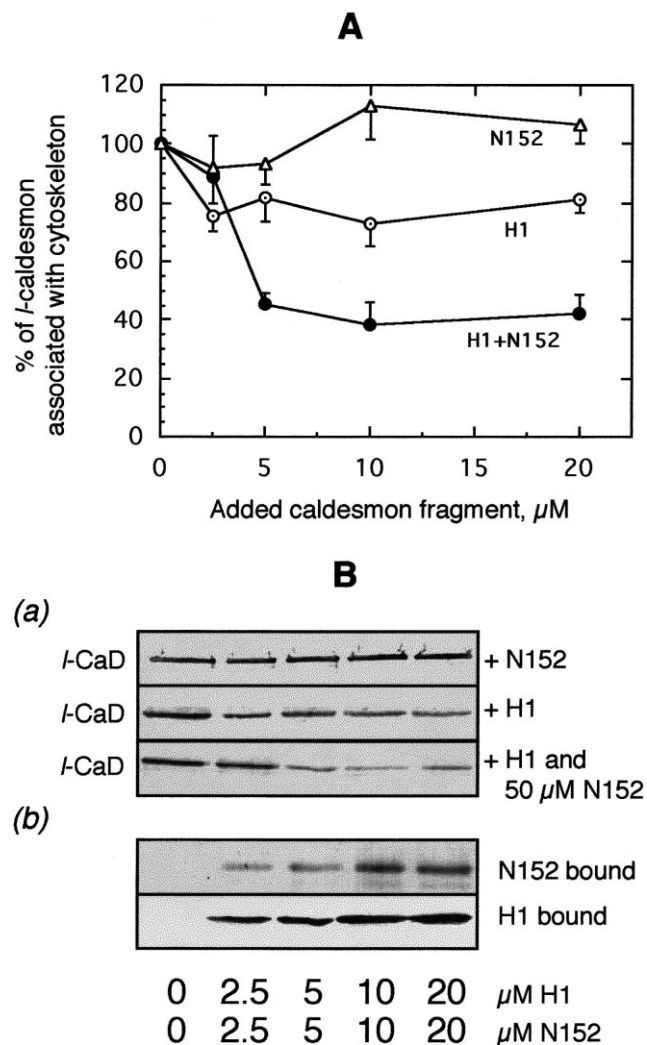 A
% of l-caldesmon
associated with cytoskeleton
120
100
80
60
40
20
0
N152
H1
H1+N152
0 5 10 15 20
Added caldesmon fragment, µM
B
(a)
l-CaD + N152
l-CaD + H1
l-CaD + H1 and
50 µM N152
(b)
N152 bound
H1 bound
0 2.5 5 10 20 µM H1
0 2.5 5 10 20 µM N152